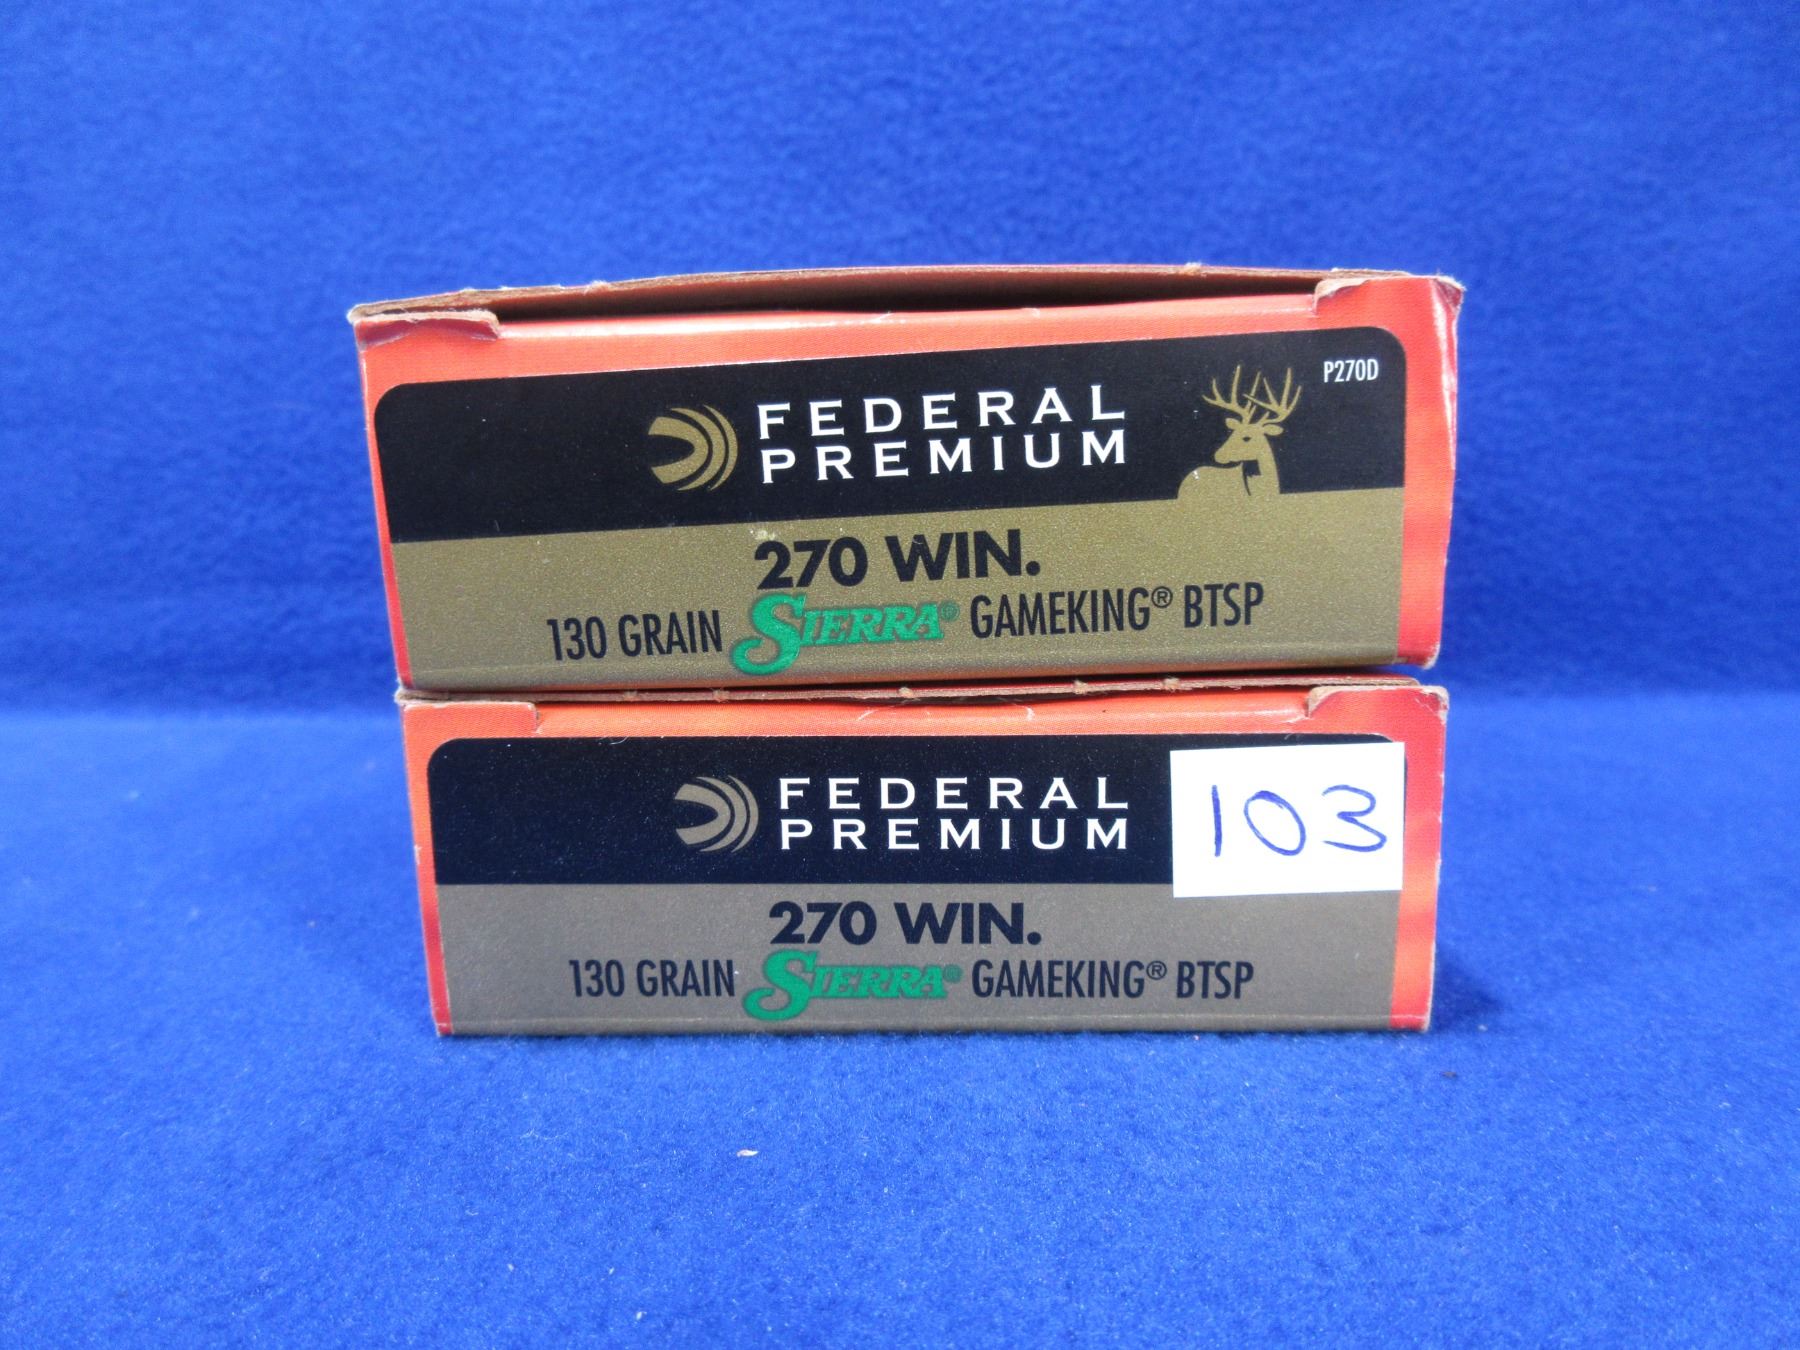 P270D
FEDERAL
PREMIUM
270 WIN.
130 GRAIN SIERRA® GAMEKING® BTSP
FEDERAL
PREMIUM
103
270 WIN.
130 GRAIN SIERRA® GAMEKING® BTSP